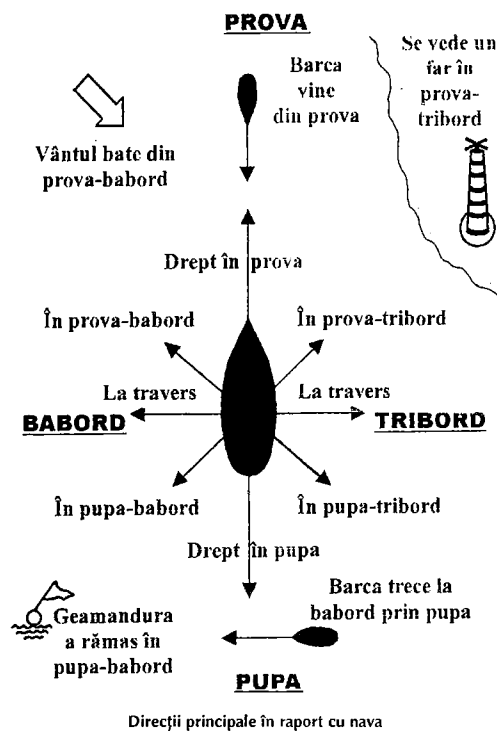 PROVA
Se vede un
far în
prova-
tribord
Barca
vine
din prova
Vântul bate din
prova-babord
Drept în prova
În prova-babord
În prova-tribord
La travers
La travers
BABORD
TRIBORD
În pupa-babord
În pupa-tribord
Drept în pupa
Geamandura
a rămas în
pupa-babord
Barca trece la
babord prin pupa
PUPA
Direcții principale în raport cu nava